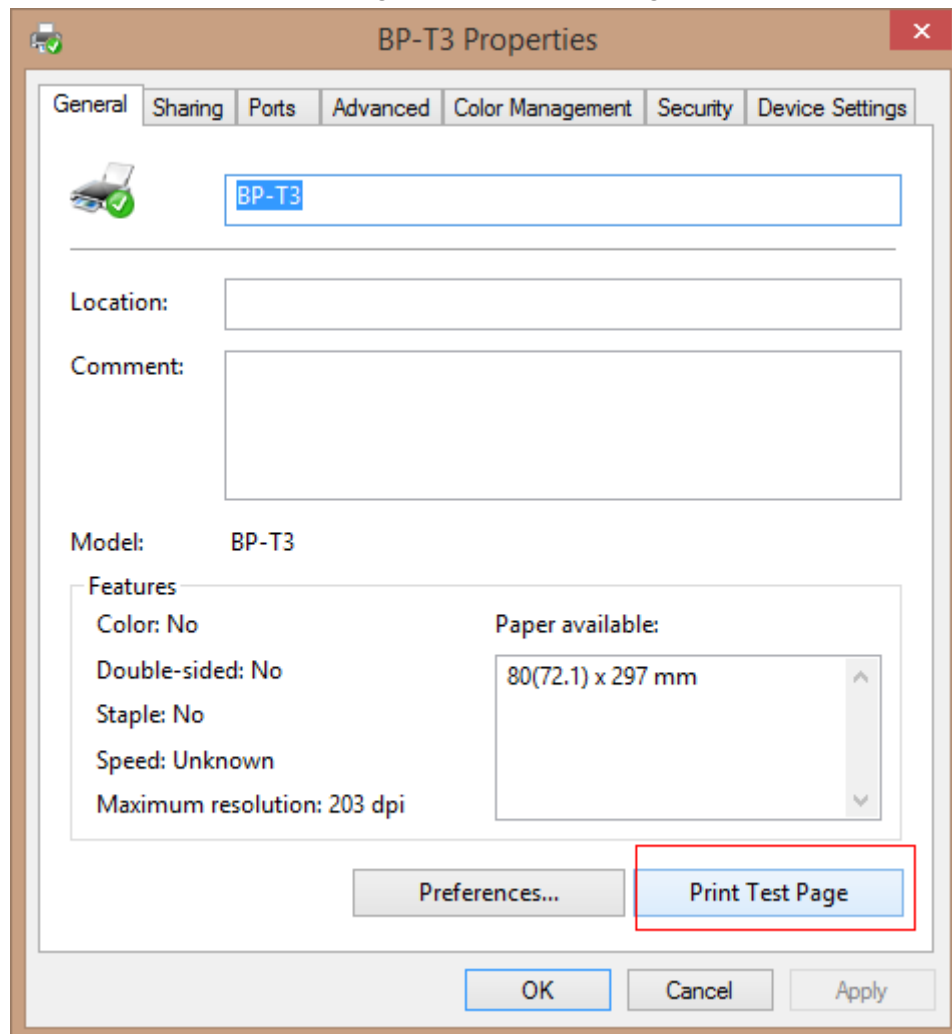 BP-T3 Properties
General Sharing Ports Advanced Color Management Security Device Settings
BP-T3
Location:
Comment:
Model: BP-T3
Features
Color: No
Paper available:
Double-sided: No
80(72.1) x 297 mm
Staple: No
Speed: Unknown
Maximum resolution: 203 dpi
Preferences... Print Test Page
OK Cancel Apply